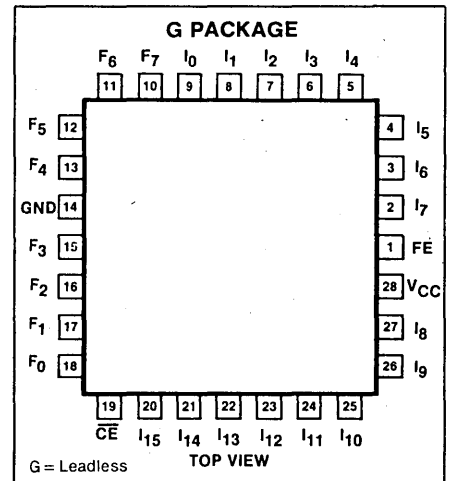 G PACKAGE
F6 F7 I0 I1 I2 I3 I4
11 10 9 8 7 6 5
F5 12 4 I5
F4 13 3 I6
GND 14 2 I7
F3 15 1 FE
F2 16 28 VCC
F1 17 27 I8
F0 18 26 I9
19 20 21 22 23 24 25
C̅E̅ I15 I14 I13 I12 I11 I10
G = Leadless TOP VIEW